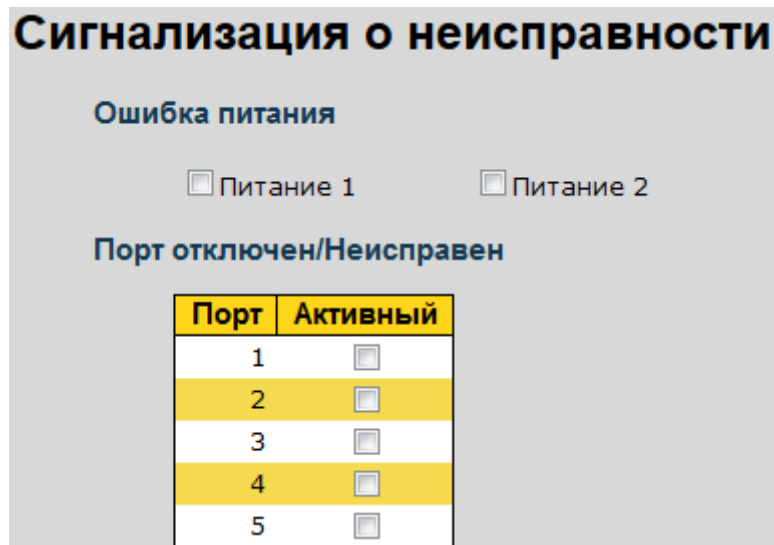 Сигнализация о неисправности
Ошибка питания
Питание 1 Питание 2
Порт отключен/Неисправен
Порт Активный
1
2
3
4
5